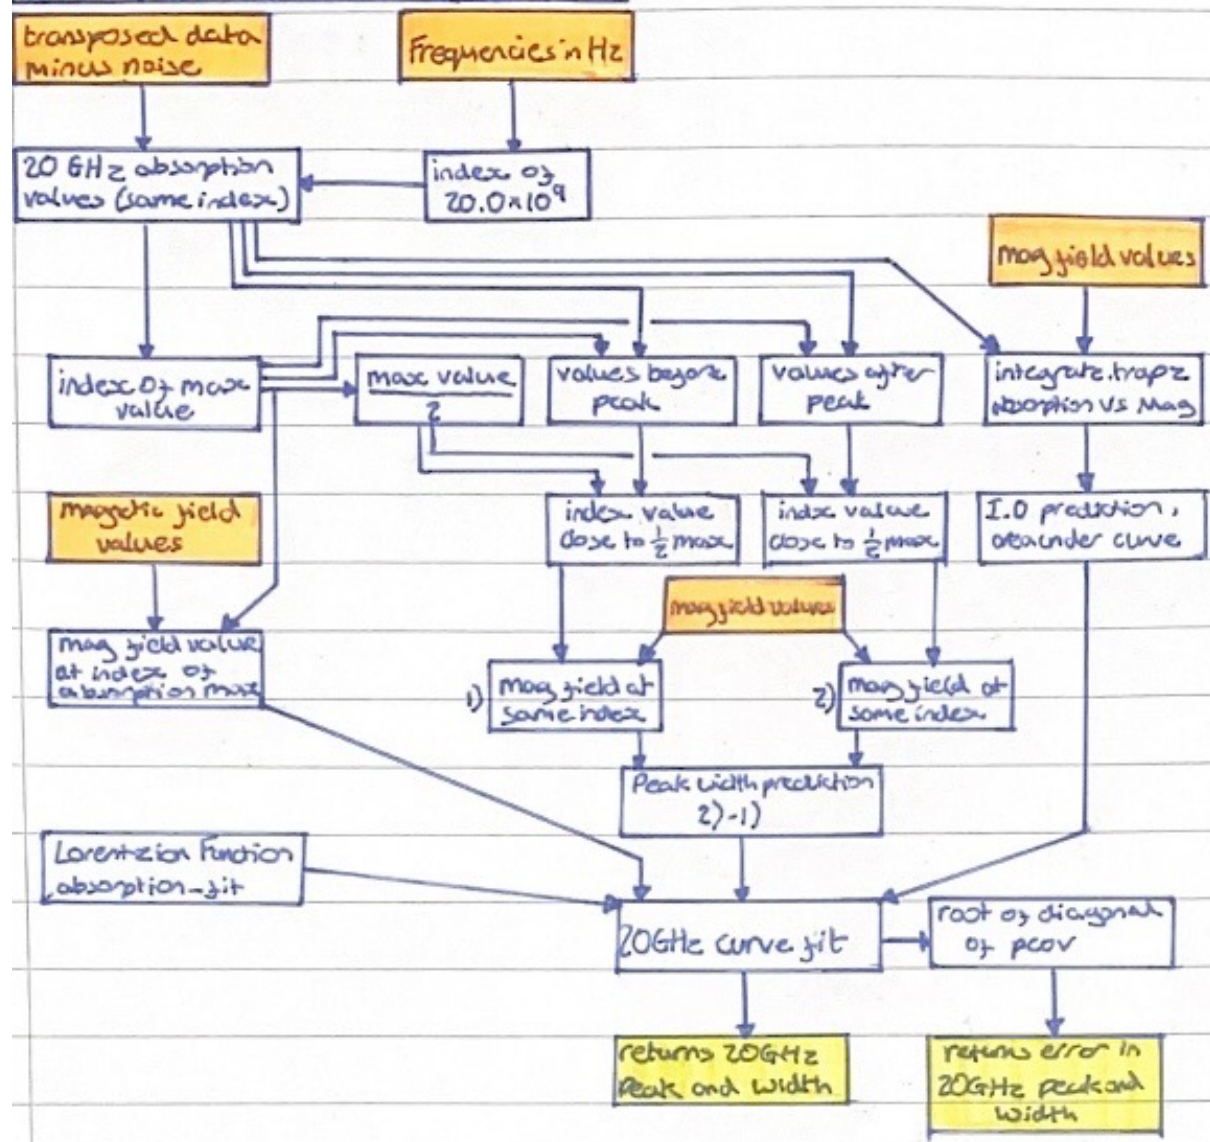 transposed data
minus noise
Frequencies in Hz
20 GHz absorption
values (same index)
index of
20.0×10⁹
mag field values
index of max
value
max value
2
values before
peak
values after
peak
integrate.trapz
absorption vs Mag
magnetic field
values
index value
close to ½ max
index value
close to ½ max
I.0 prediction,
area under curve
mag field values
mag field value
at index of
absorption max
1) mag field at
same index
2) mag field at
same index
Peak width prediction
2)-1)
Lorentzion Function
absorption-fit
20GHz curve fit
root of diagonal
of pcov
returns 20GHz
Peak and width
returns error in
20GHz peak and
width